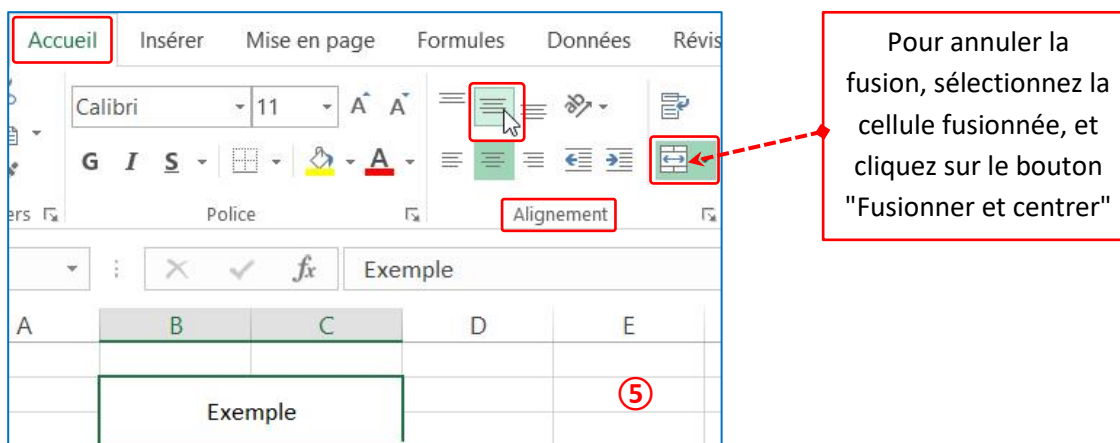 Accueil Insérer Mise en page Formules Données Révis
Calibri 11 A A
G I S A
ers Police Alignement
fx Exemple
A B C D E
Exemple
⑤
Pour annuler la
fusion, sélectionnez la
cellule fusionnée, et
cliquez sur le bouton
"Fusionner et centrer"